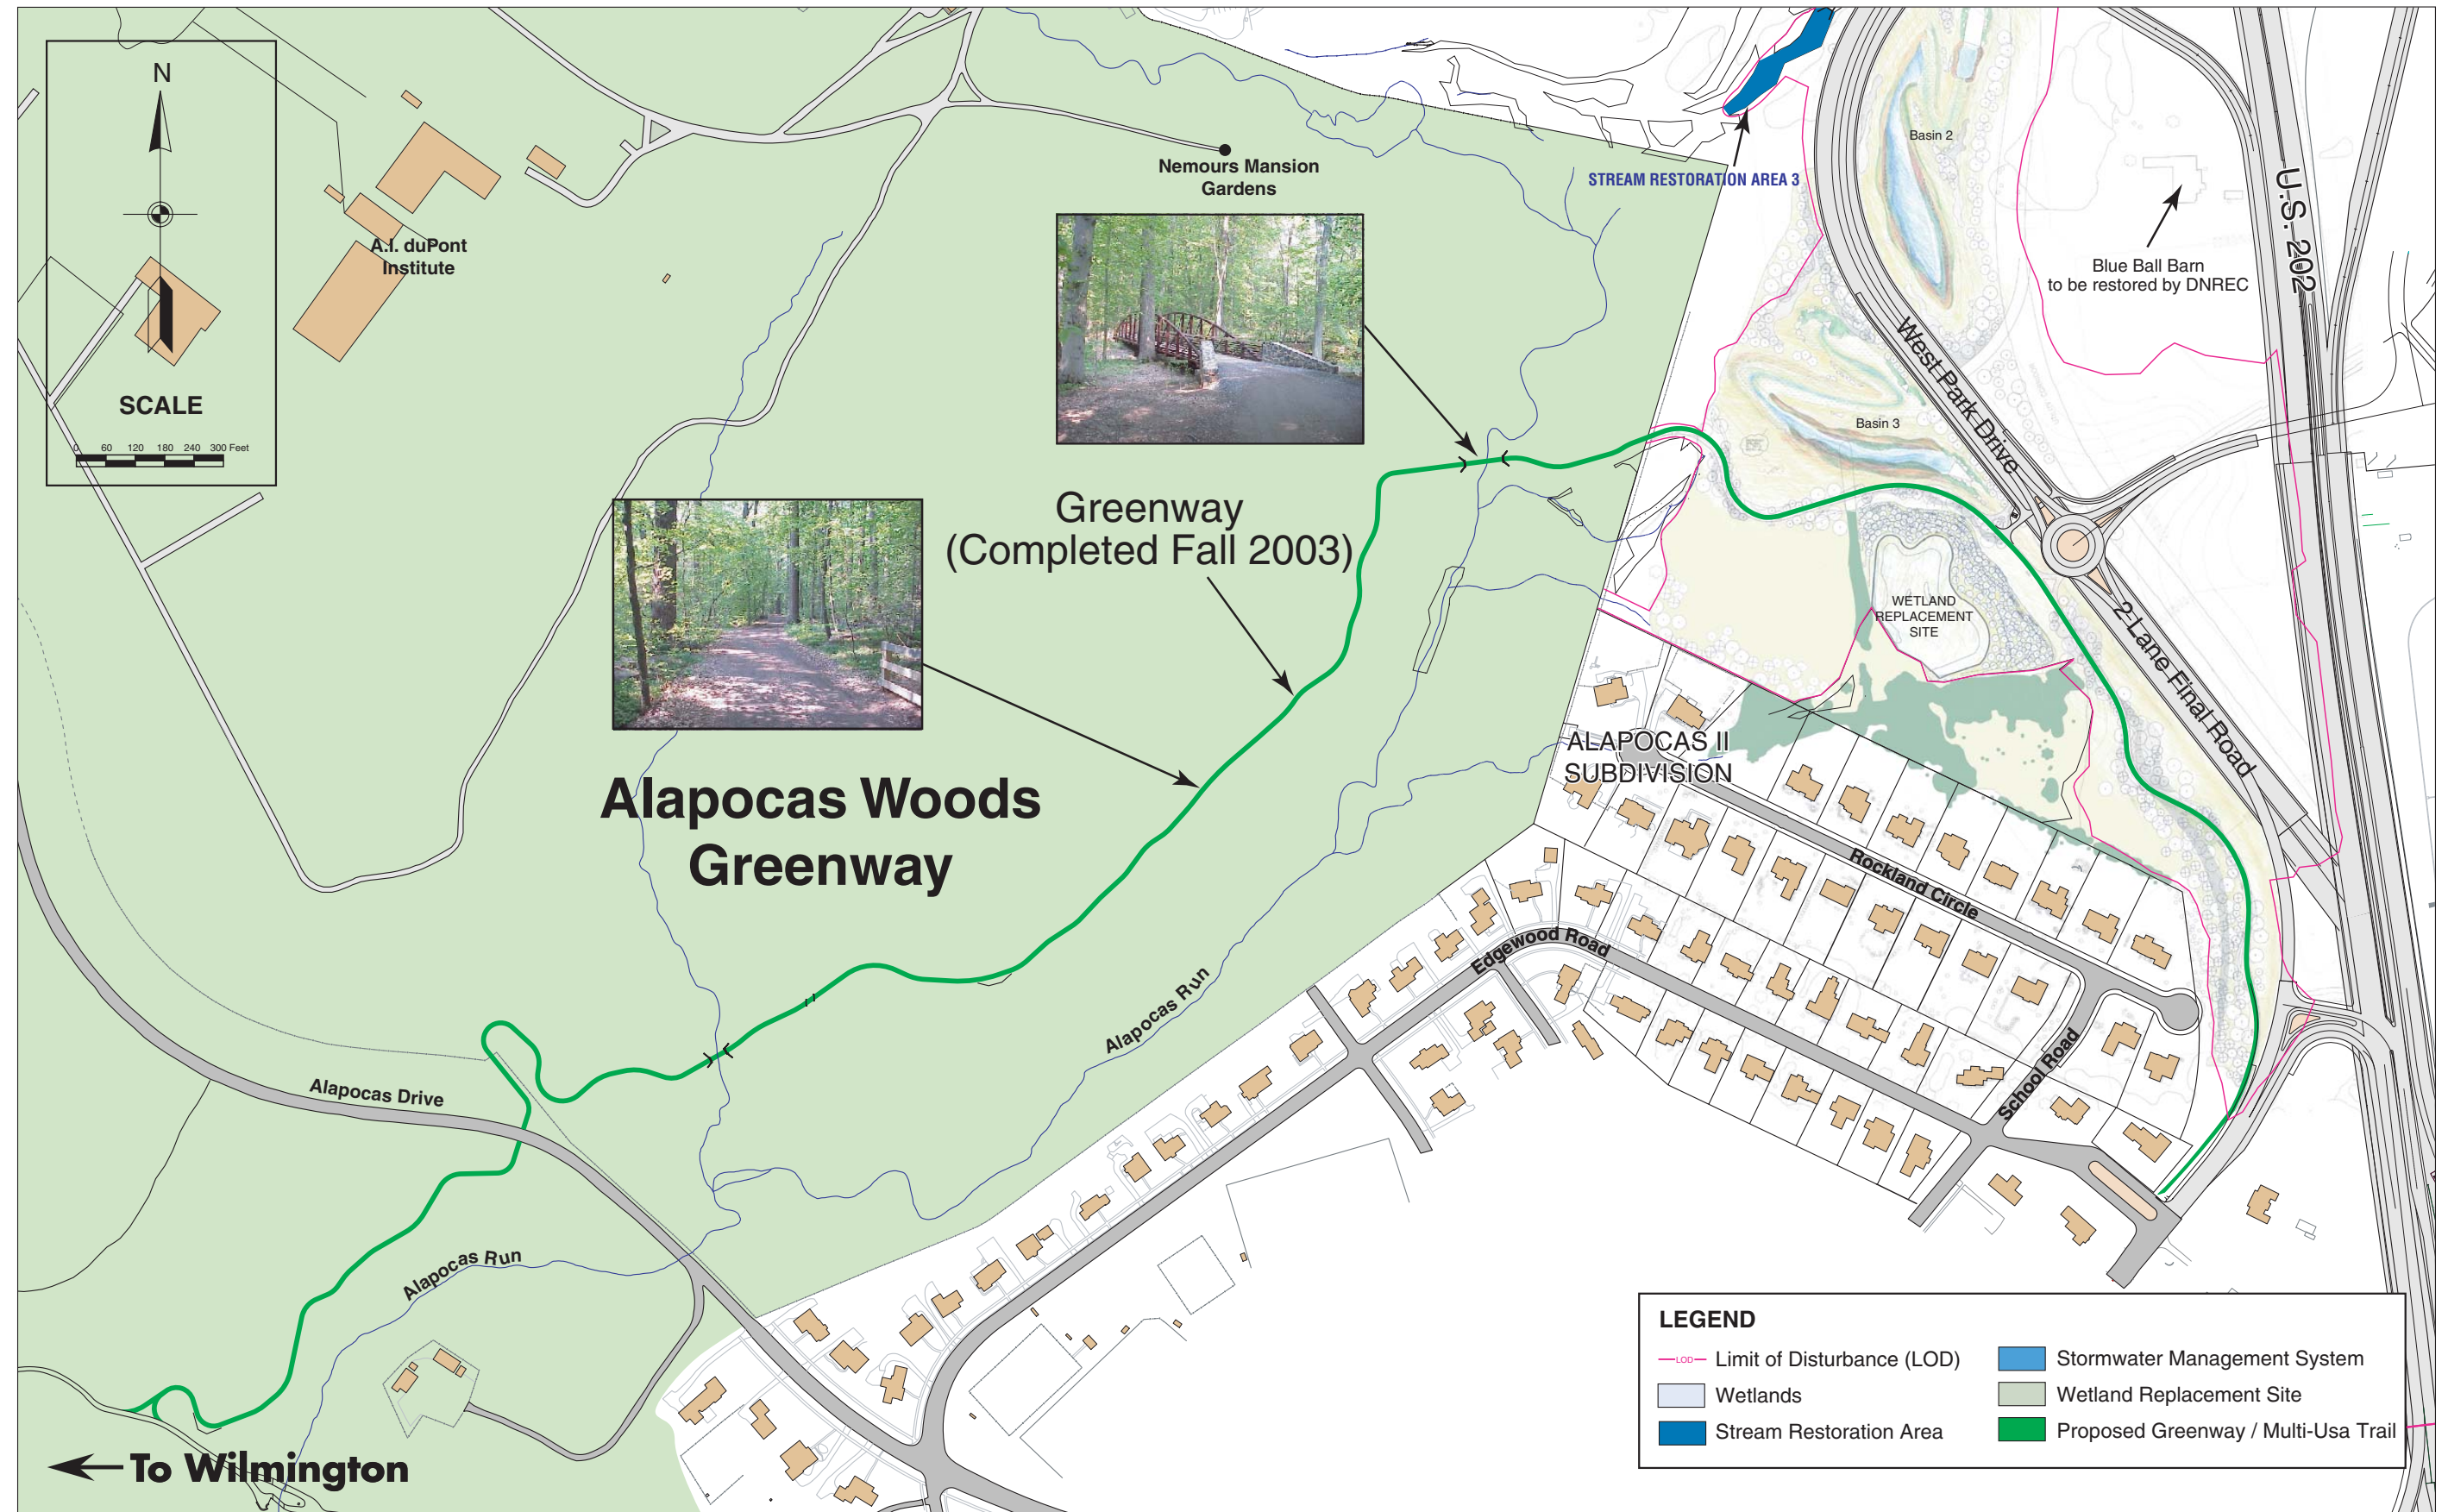 N
SCALE
0 60 120 180 240 300 Feet
A.I. duPont
Institute
Nemours Mansion
Gardens
STREAM RESTORATION AREA 3
Basin 2
U.S. 202
Blue Ball Barn
to be restored by DNREC
West Park Drive
Basin 3
Greenway
(Completed Fall 2003)
WETLAND
REPLACEMENT
SITE
2-Lane Final Road
ALAPOCAS II
SUBDIVISION
Alapocas Woods
Greenway
Rockland Circle
Edgewood Road
Alapocas Run
School Road
Alapocas Drive
Alapocas Run
To Wilmington
LEGEND
LOD Limit of Disturbance (LOD)
Wetlands
Stream Restoration Area
Stormwater Management System
Wetland Replacement Site
Proposed Greenway / Multi-Usa Trail